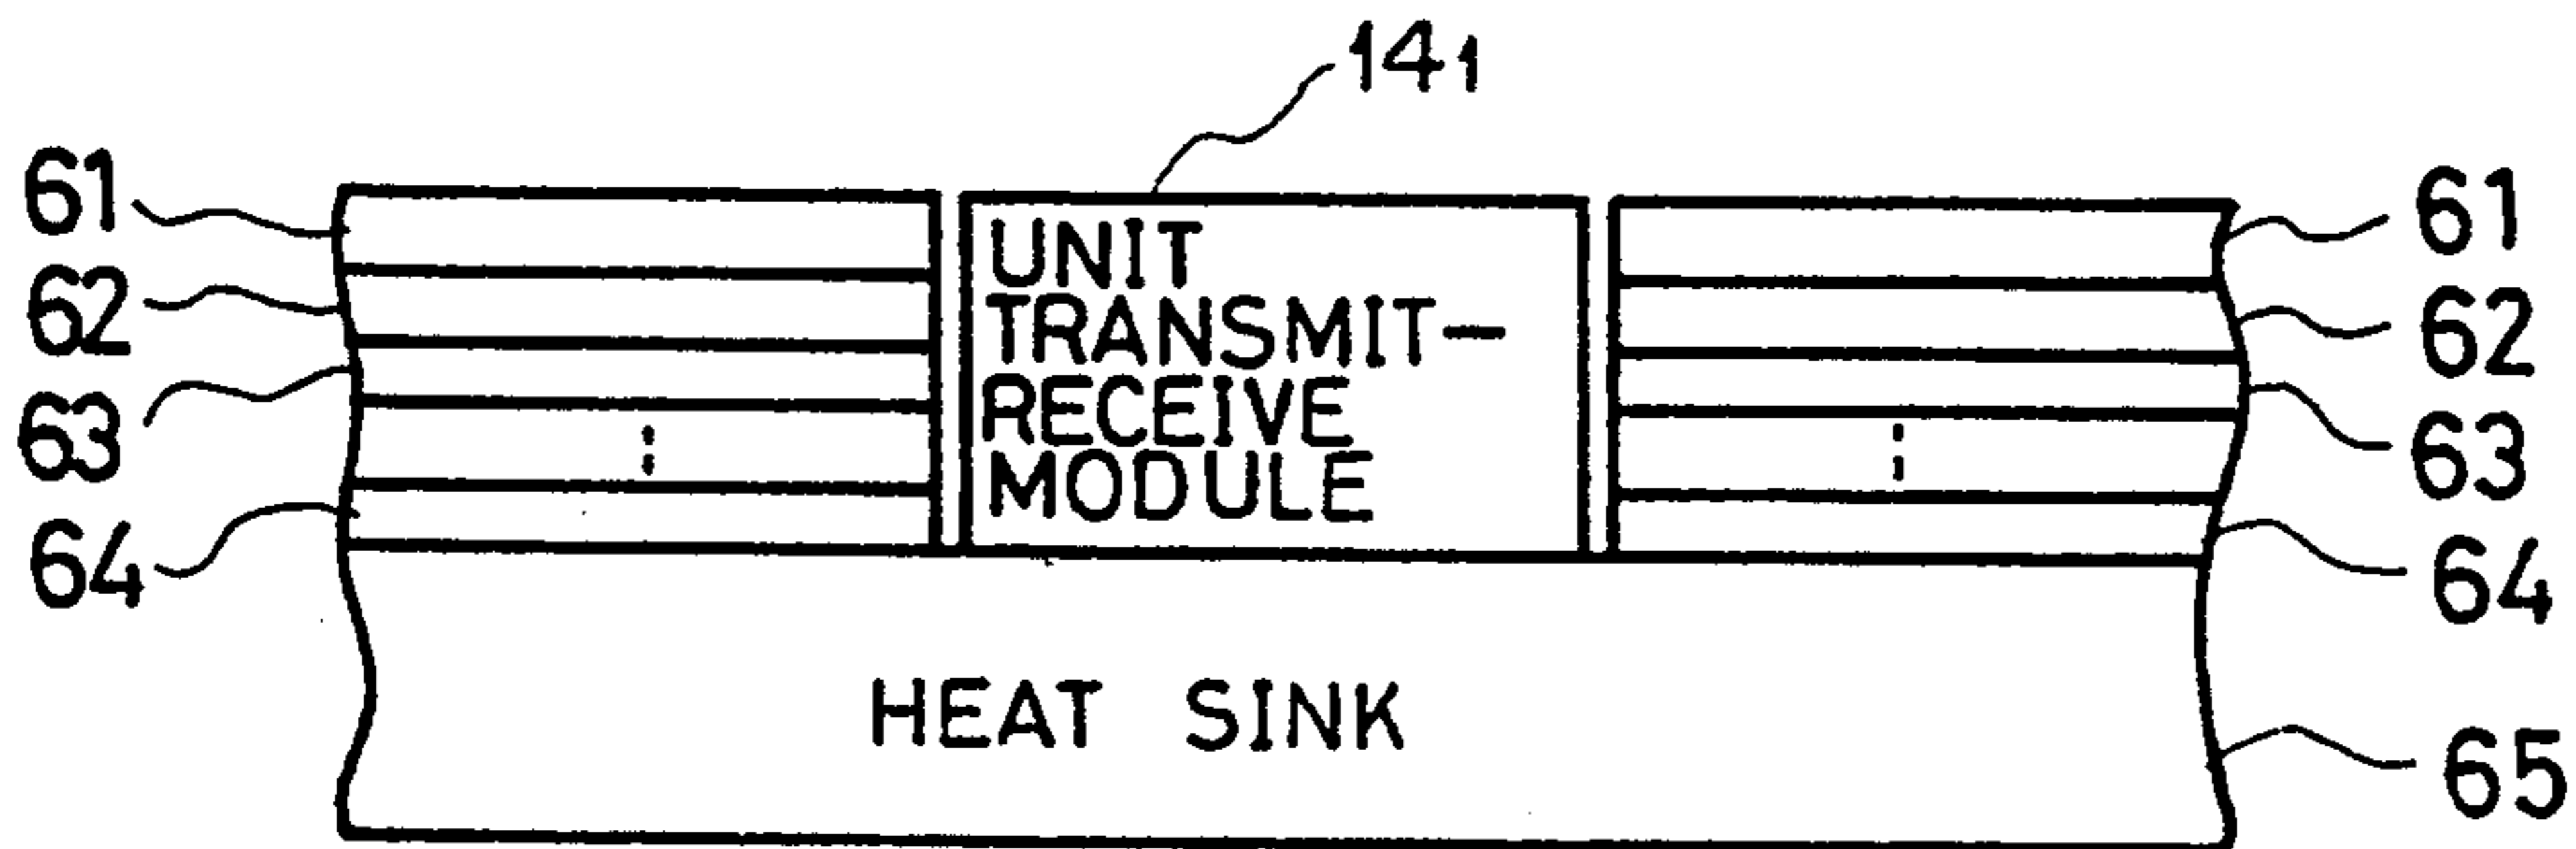 14₁
61 61
62 62
63 63
64 64
65
UNIT
TRANSMIT-
RECEIVE
MODULE
HEAT SINK